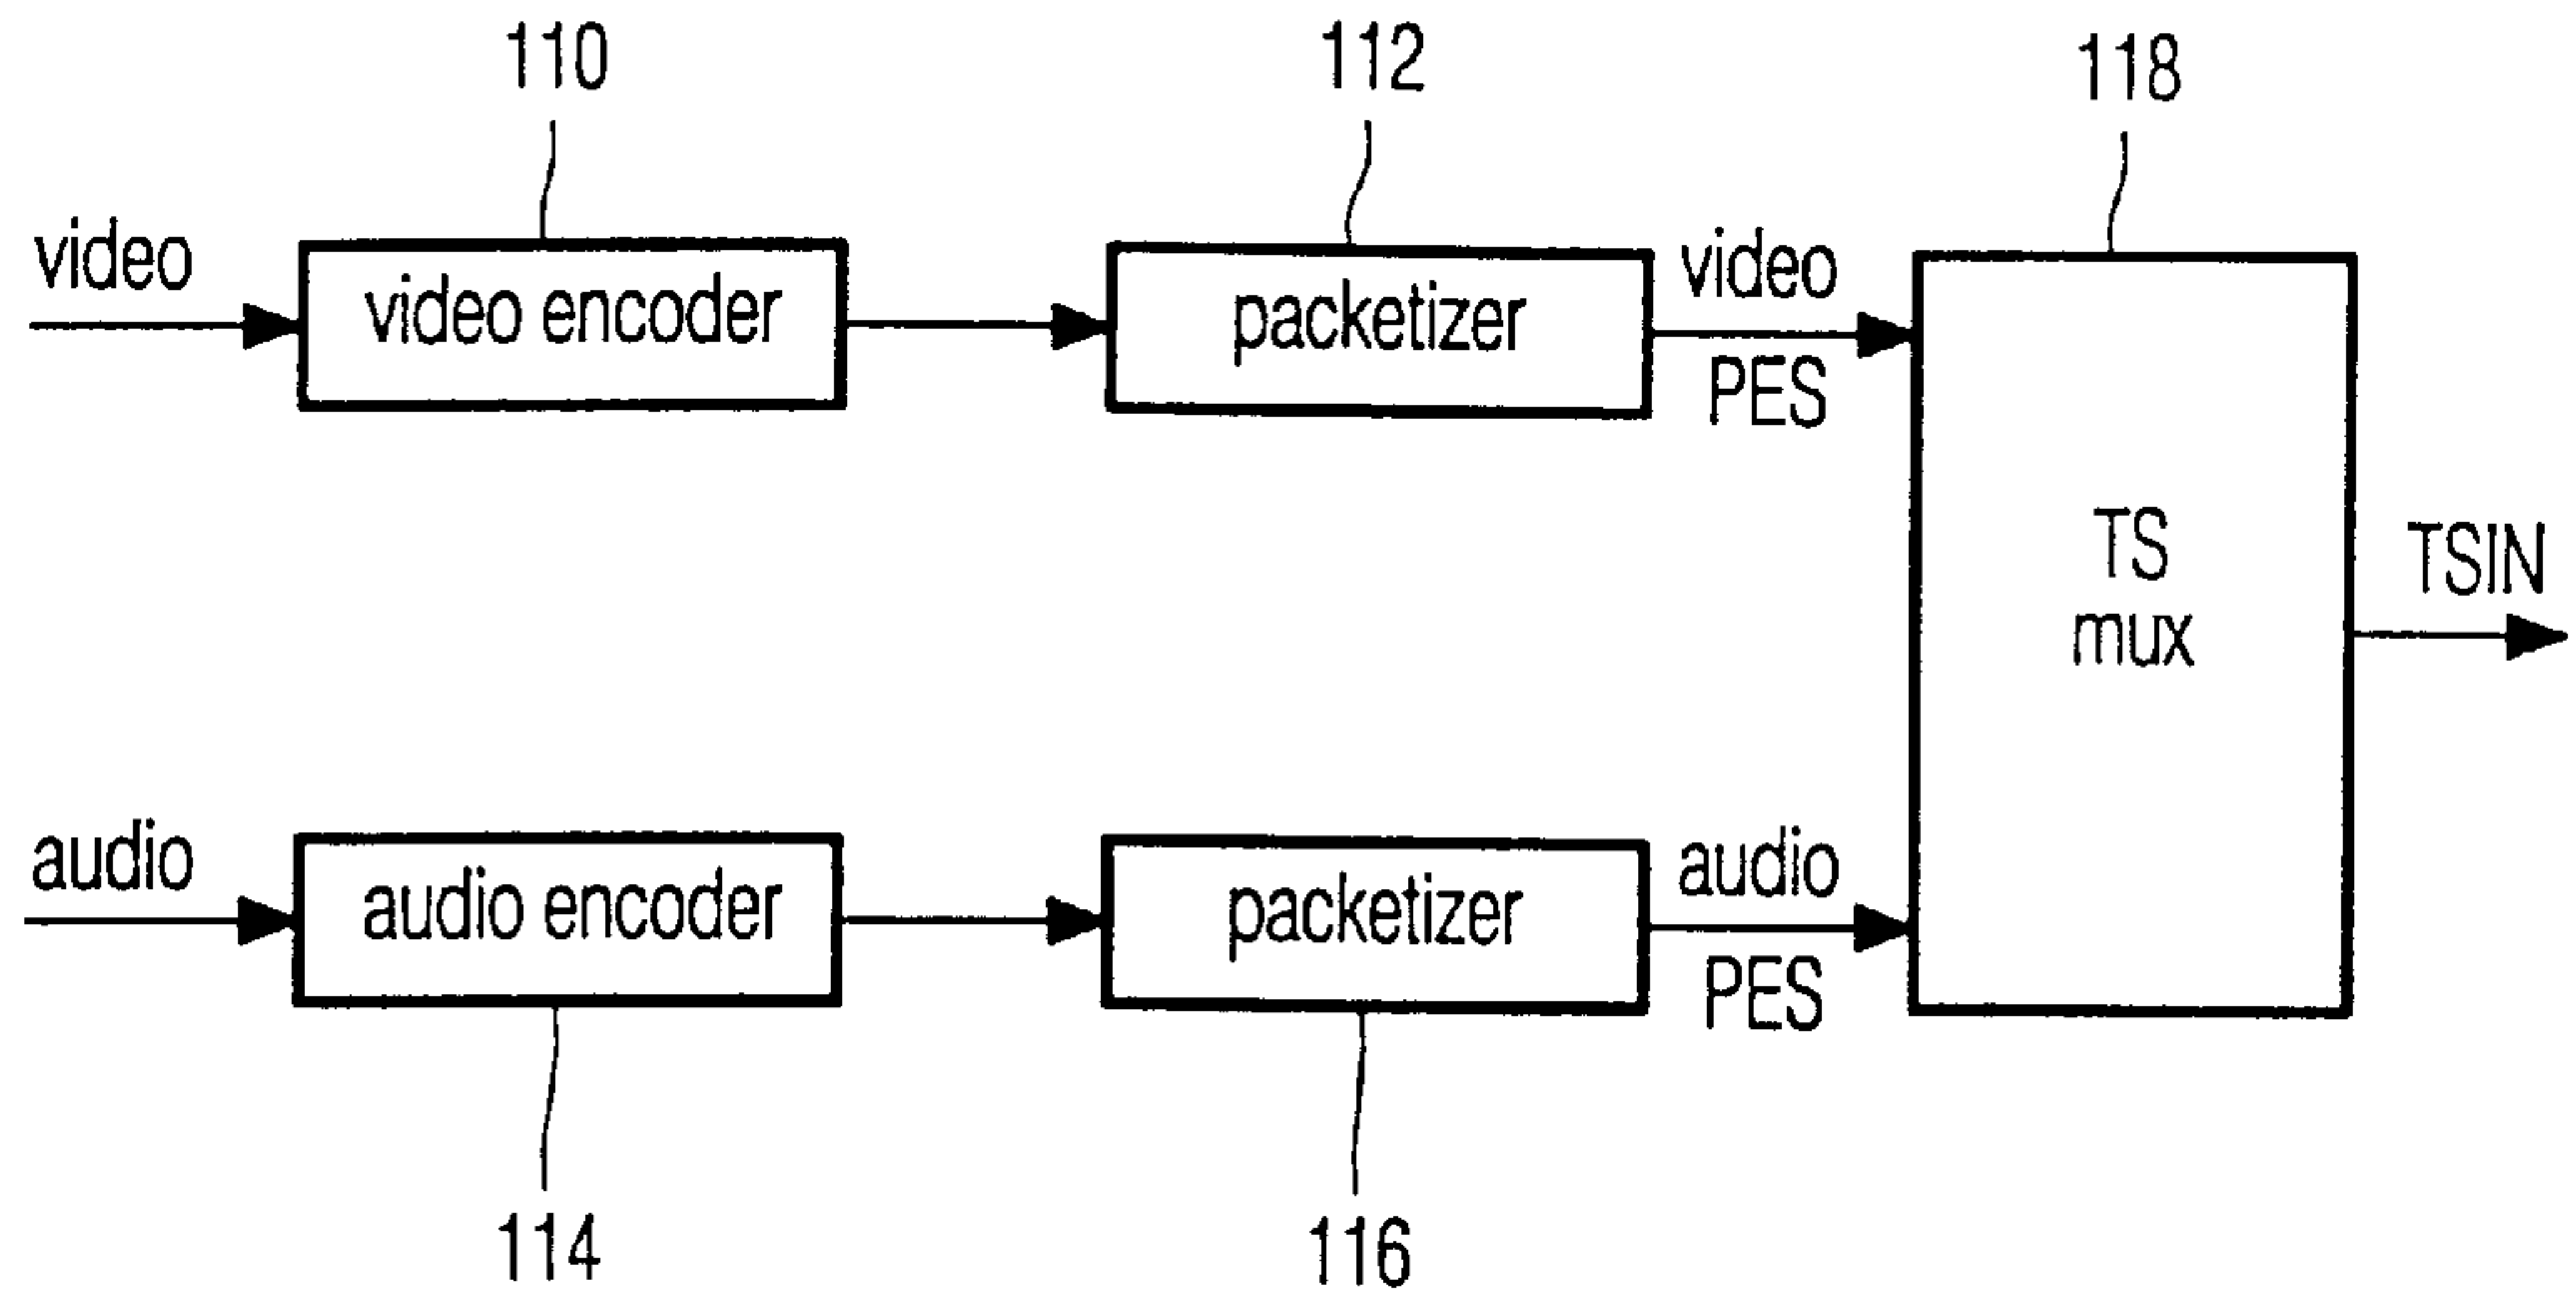 110
112
118
video
video encoder
packetizer
video
PES
TS
mux
TSIN
audio
audio encoder
packetizer
audio
PES
114
116